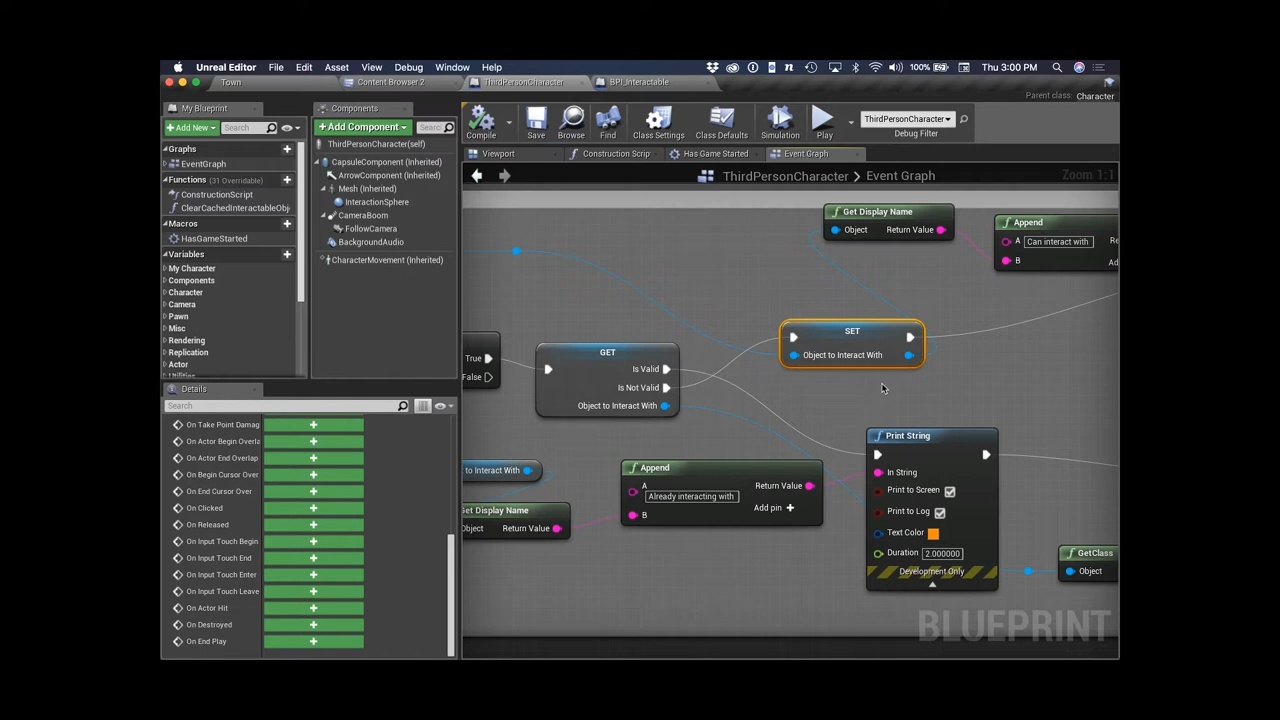 Unreal Editor File Edit Asset View Debug Window Help 100% Thu 3:00 PM
Town Content Browser 2 ThirdPersonCharacter BPI_Interactable
Parent class: Character
My Blueprint
Add New Search
Graphs
EventGraph
Functions (31 Overridable)
ConstructionScript
ClearCachedInteractableObj
Macros
HasGameStarted
Variables
My Character
Components
Character
Camera
Pawn
Misc
Rendering
Replication
Actor
Components
Add Component Searc
ThirdPersonCharacter(self)
CapsuleComponent (Inherited)
ArrowComponent (Inherited)
Mesh (Inherited)
InteractionSphere
CameraBoom
FollowCamera
BackgroundAudio
CharacterMovement (Inherited)
Compile Save Browse Find Class Settings Class Defaults Simulation Play
ThirdPersonCharacter
Debug Filter
Viewport Construction Scrip Has Game Started Event Graph
ThirdPersonCharacter > Event Graph Zoom 1:1
Details
Search
On Take Point Damag
On Actor Begin Overla
On Actor End Overlap
On Begin Cursor Over
On End Cursor Over
On Clicked
On Released
On Input Touch Begin
On Input Touch End
On Input Touch Enter
On Input Touch Leave
On Actor Hit
On Destroyed
On End Play
Get Display Name
Object Return Value
Append
A Can interact with
B
SET
Object to Interact With
True
False
GET
Is Valid
Is Not Valid
Object to Interact With
to Interact With
Get Display Name
Object Return Value
Append
A Return Value
Already interacting with
B Add pin
Print String
In String
Print to Screen
Print to Log
Text Color
Duration 2.000000
Development Only
GetClass
Object
BLUEPRINT